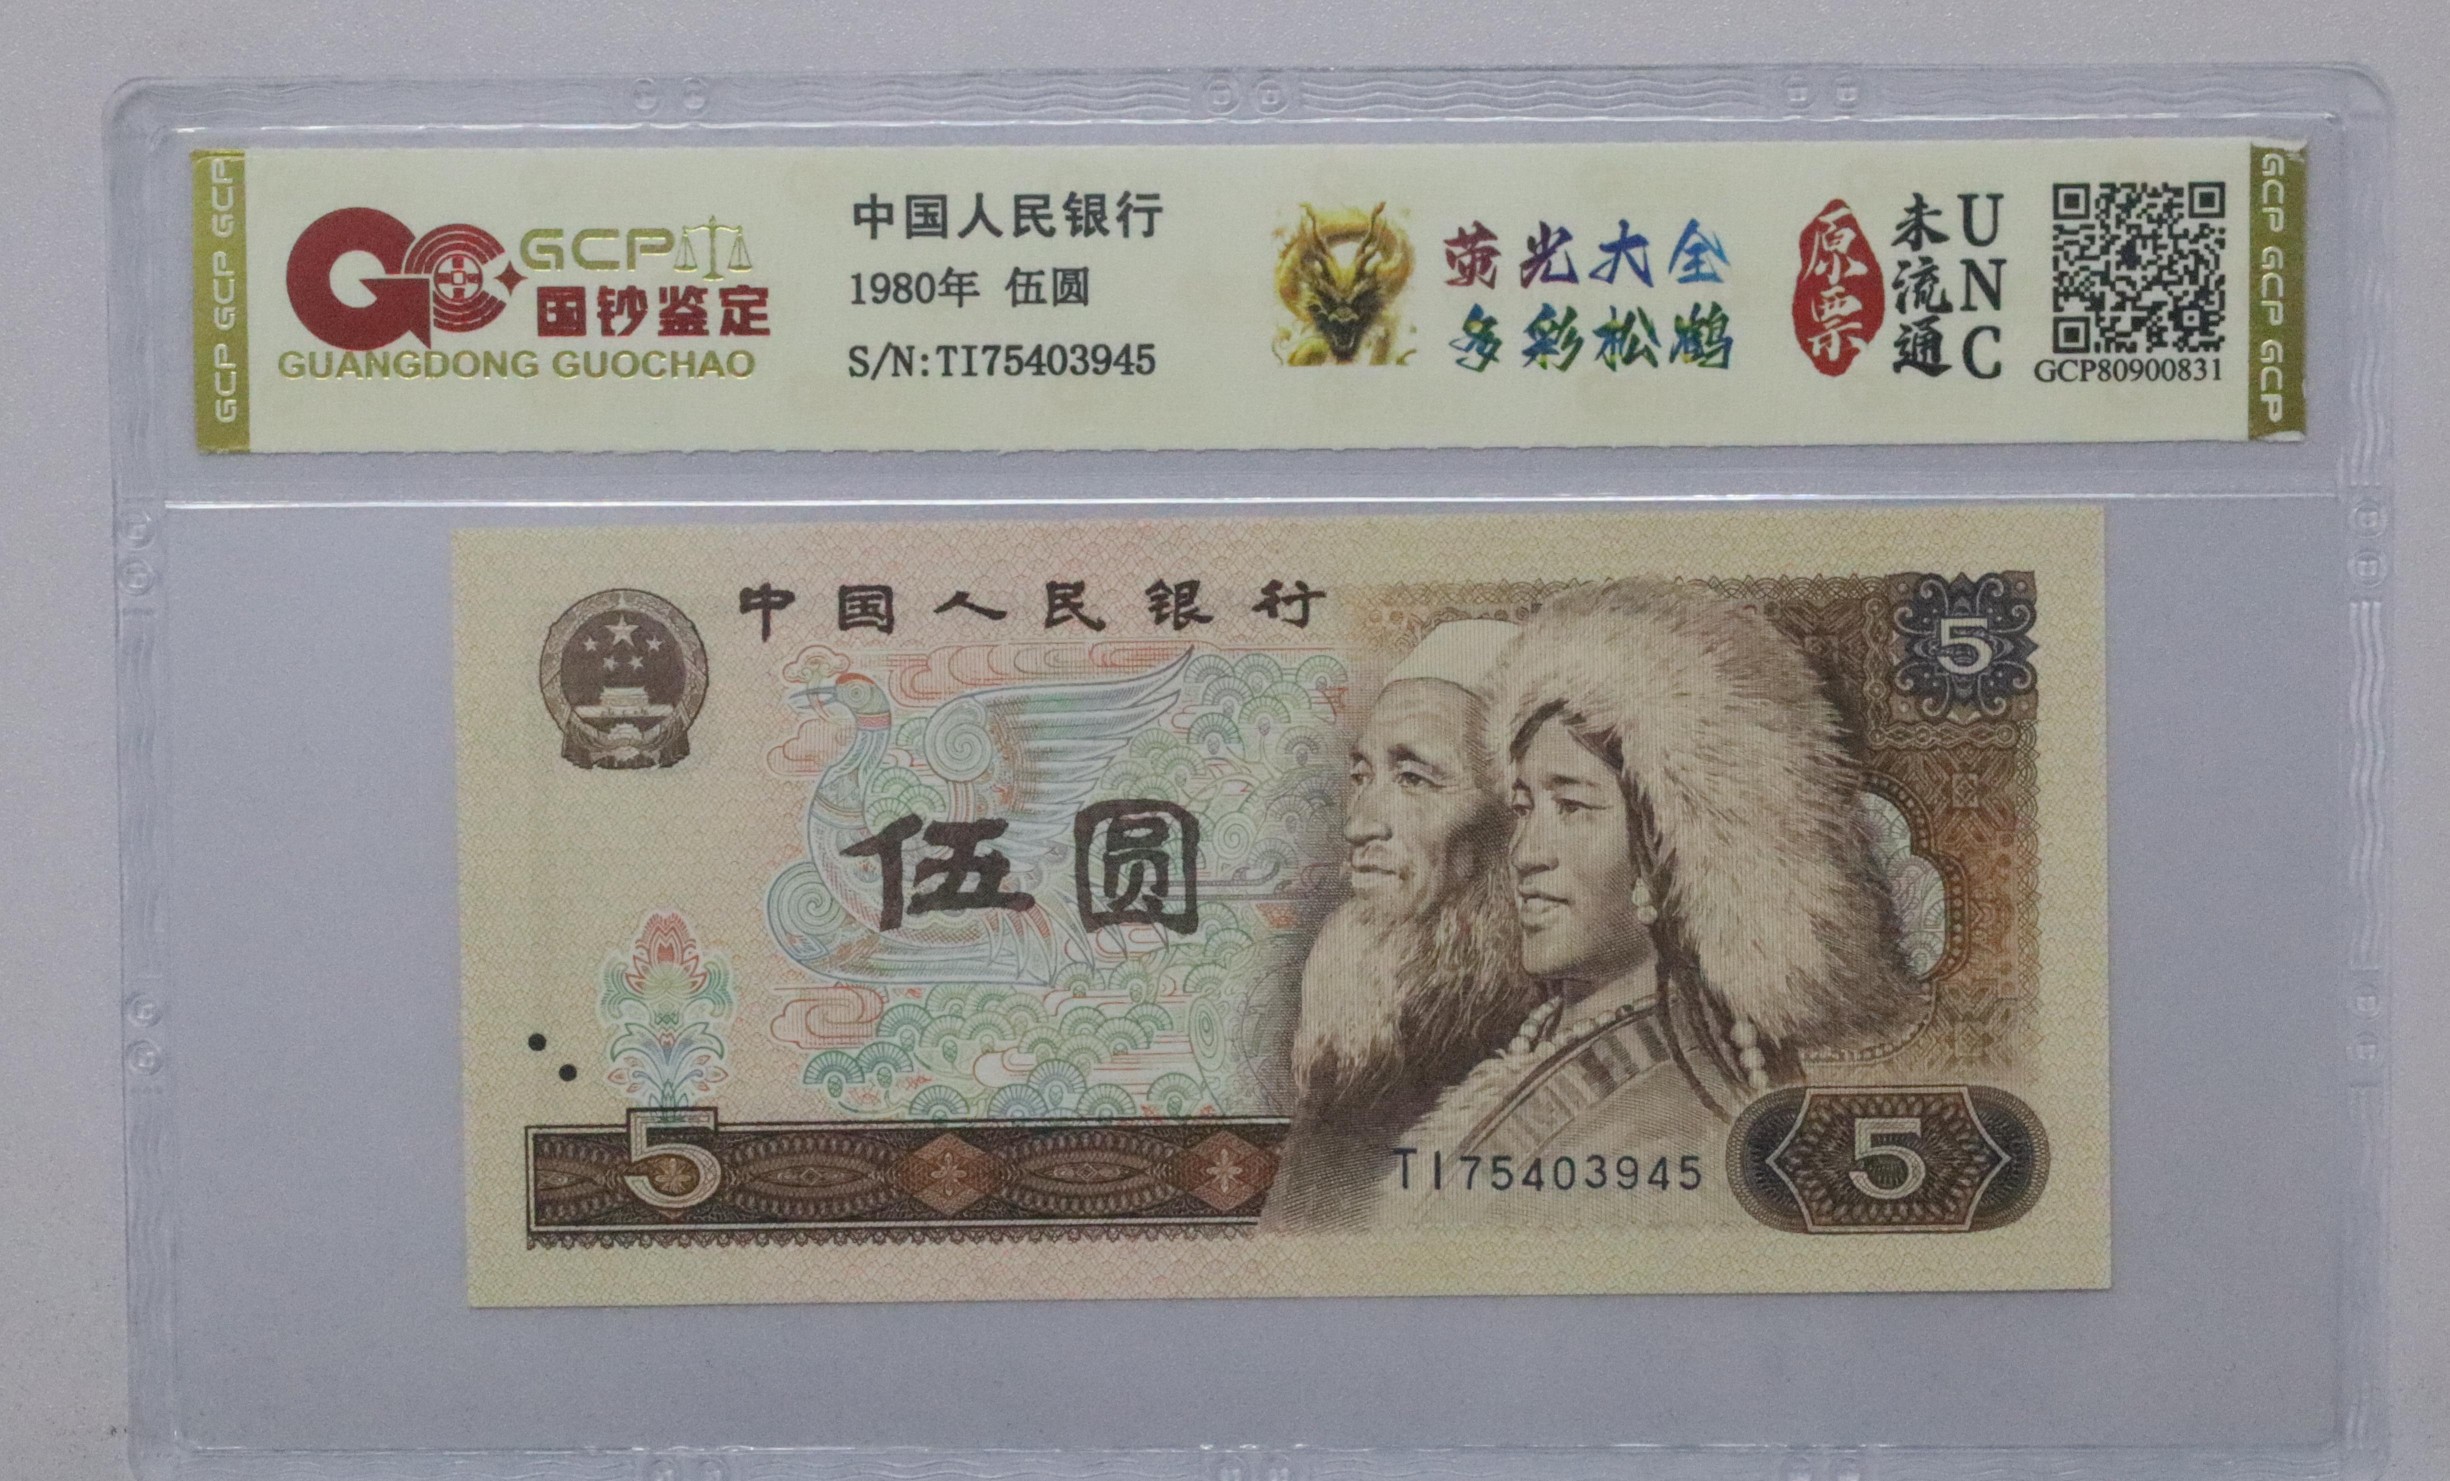 GCP GCP GCP
GCP
国钞鉴定
GUANGDONG GUOCHAO
中国人民银行
1980年 伍圆
S/N:TI75403945
荧光大全
多彩松鹤
原票
未流通
UNC
GCP80900831
GCP GCP GCP
中国人民银行
5
伍圆
5
TI75403945
5